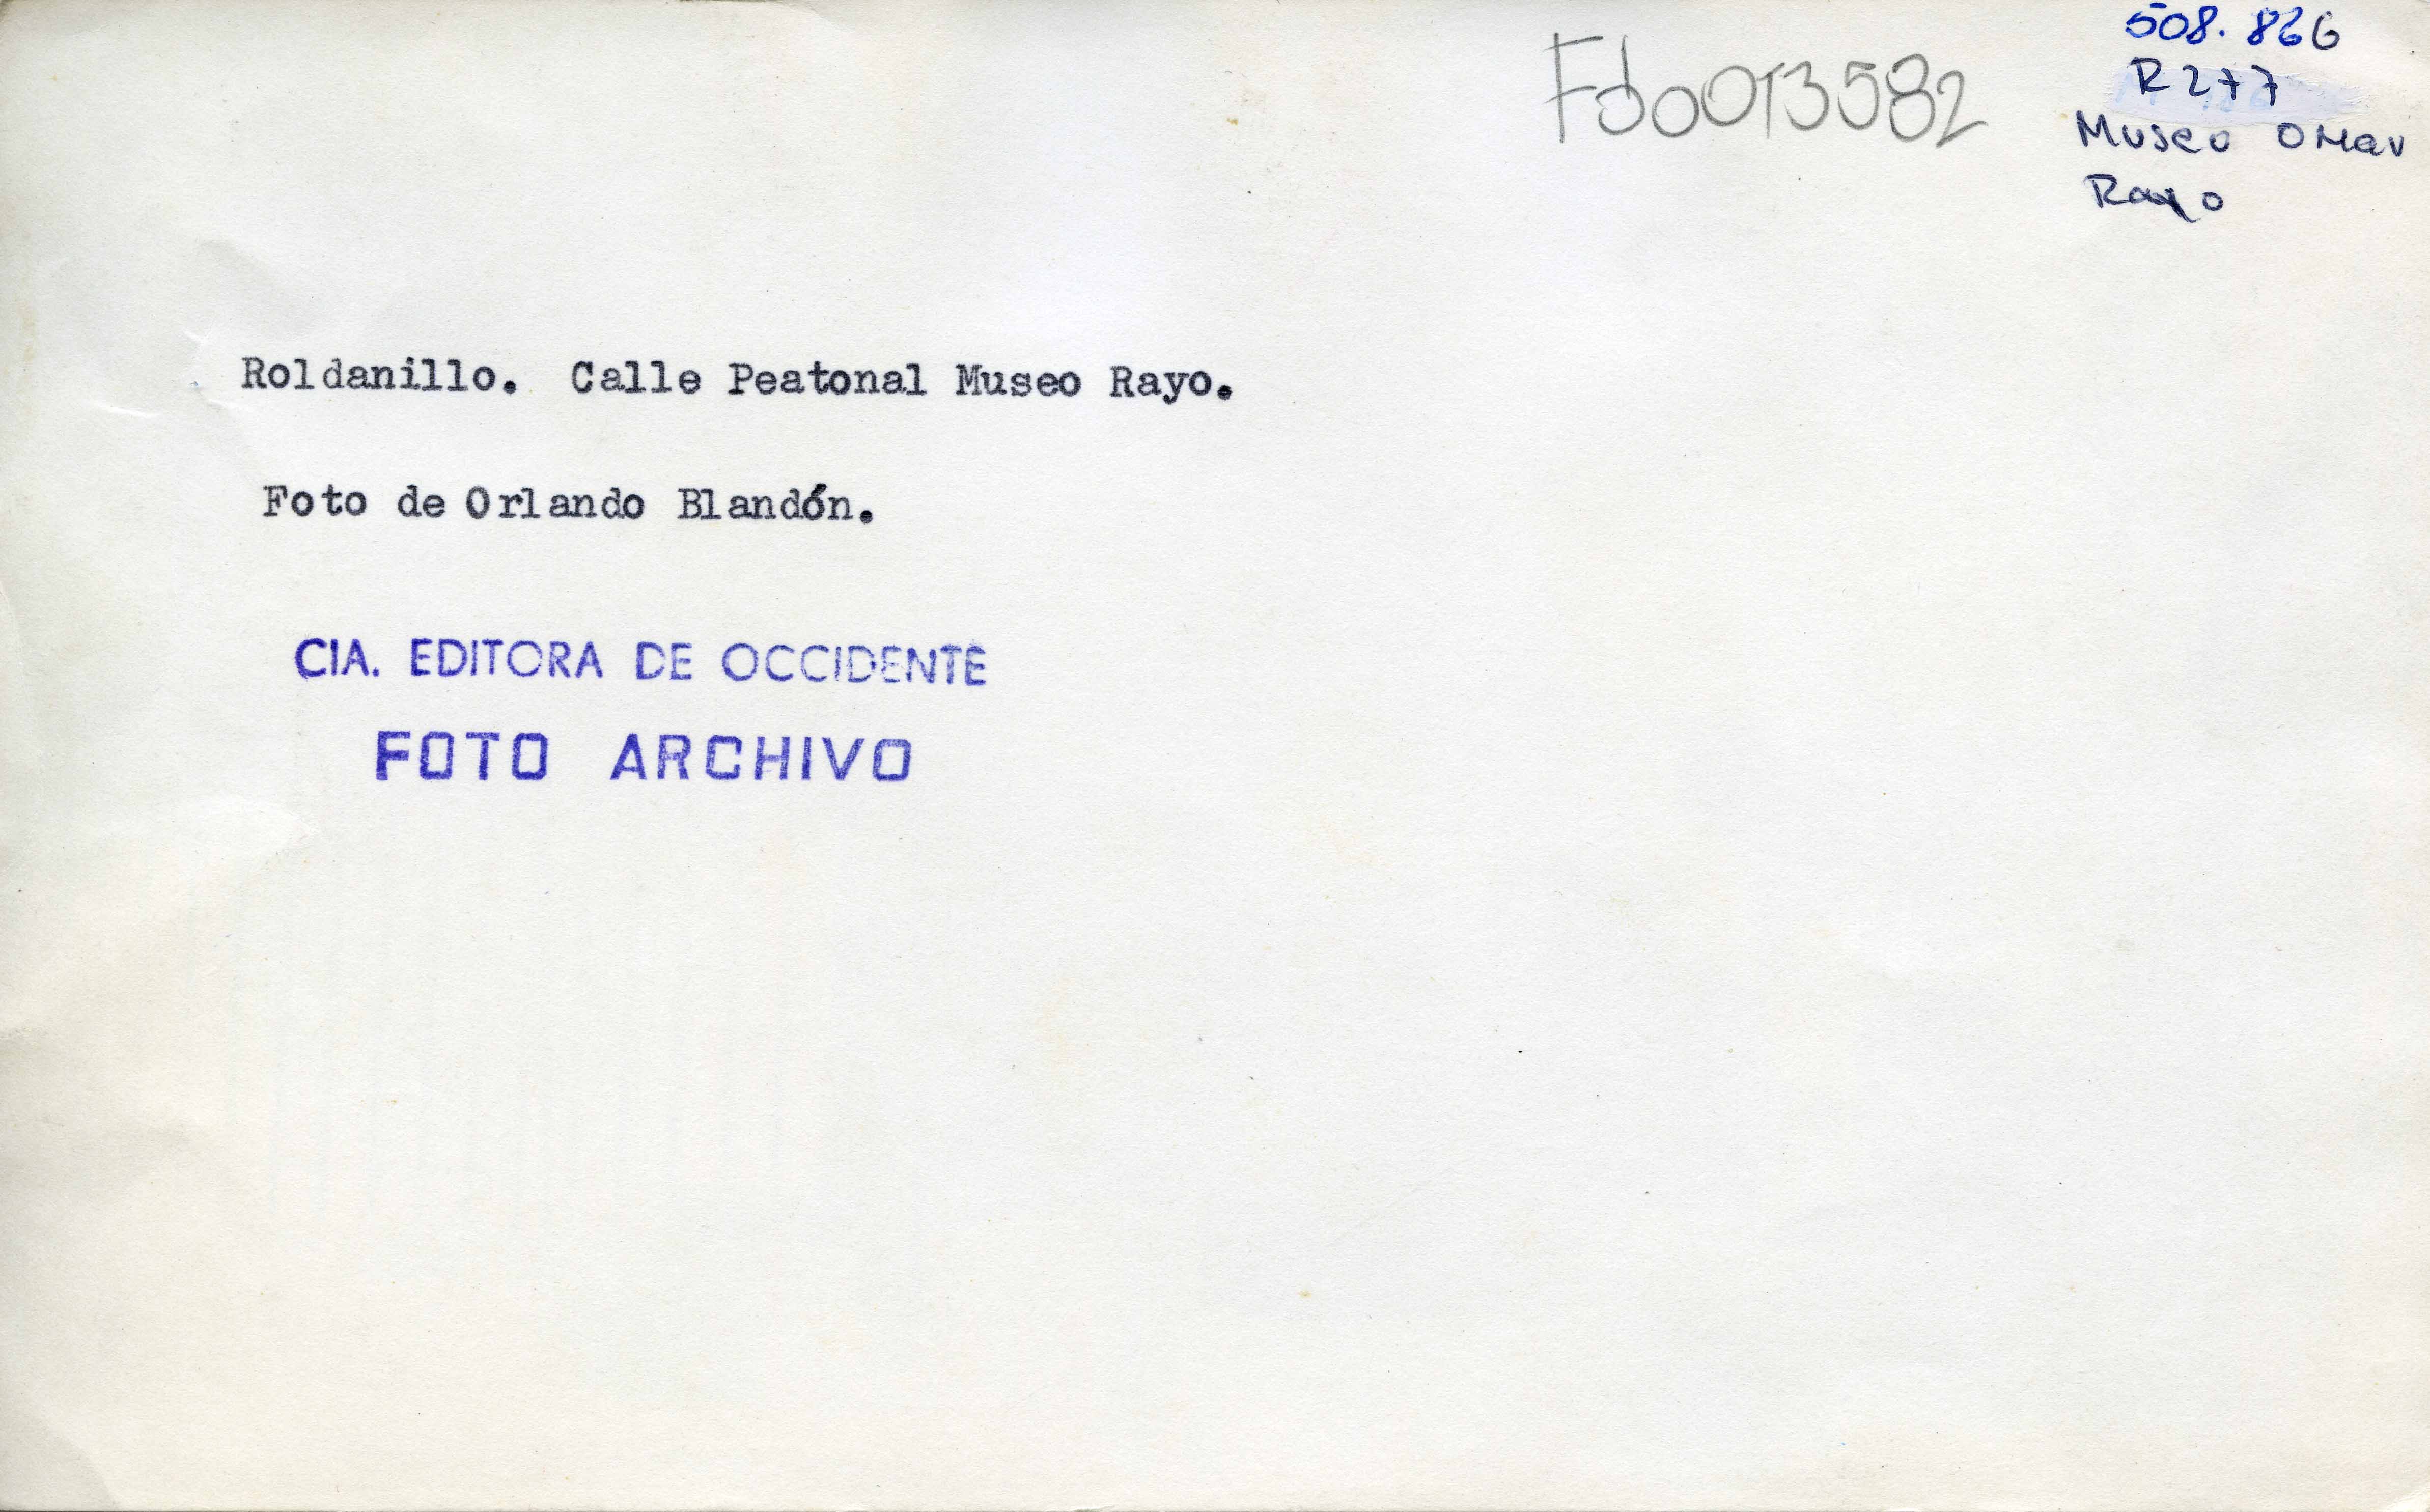 508.866
R277
Museo Omar
Rayo
Fd0013582
Roldanillo. Calle Peatonal Museo Rayo.
Foto de Orlando Blandón.
CIA. EDITORA DE OCCIDENTE
FOTO ARCHIVO